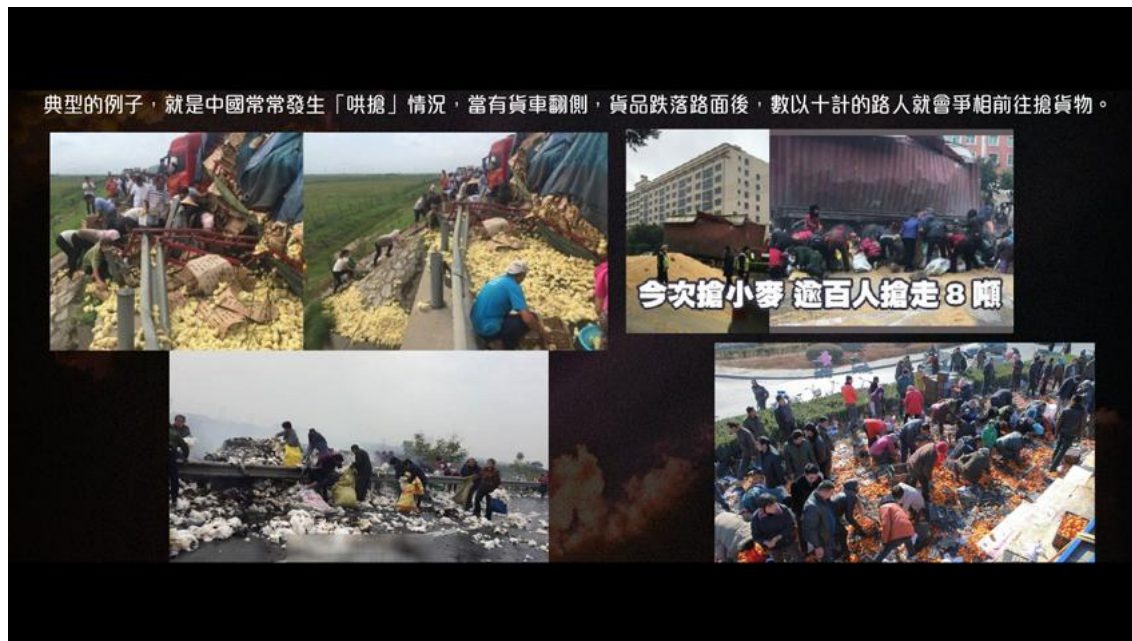 典型的例子，就是中國常常發生「哄搶」情況，當有貨車翻側，貨品跌落路面後，數以十計的路人就會爭相前往搶貨物。
今次搶小麥 逾百人搶走8噸